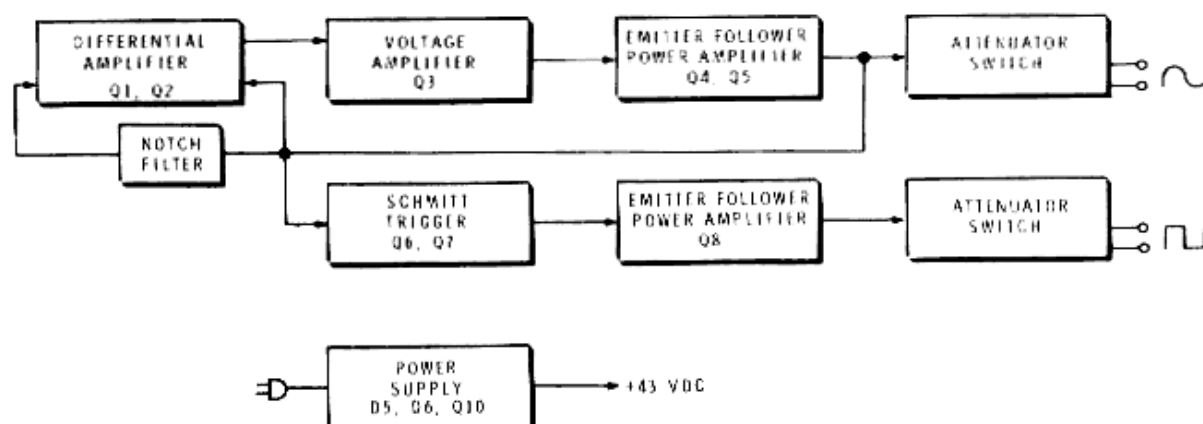 DIFFERENTIAL
AMPLIFIER
Q1, Q2
VOLTAGE
AMPLIFIER
Q3
EMITTER FOLLOWER
POWER AMPLIFIER
Q4, Q5
ATTENUATOR
SWITCH
NOTCH
FILTER
SCHMITT
TRIGGER
Q6, Q7
EMITTER FOLLOWER
POWER AMPLIFIER
Q8
ATTENUATOR
SWITCH
POWER
SUPPLY
D5, D6, Q10
+43 VDC